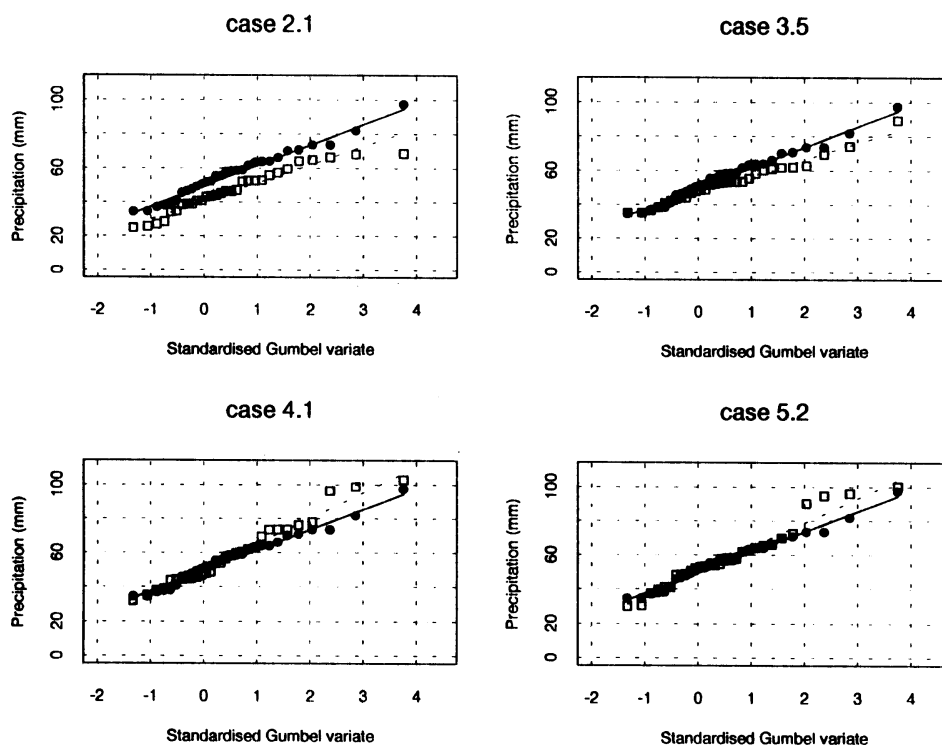 case 2.1
case 3.5
Precipitation (mm)
100
60
40
20
0
-2 -1 0 1 2 3 4
Standardised Gumbel variate
Precipitation (mm)
100
60
40
20
0
-2 -1 0 1 2 3 4
Standardised Gumbel variate
case 4.1
case 5.2
Precipitation (mm)
100
60
40
20
0
-2 -1 0 1 2 3 4
Standardised Gumbel variate
Precipitation (mm)
100
60
40
20
0
-2 -1 0 1 2 3 4
Standardised Gumbel variate